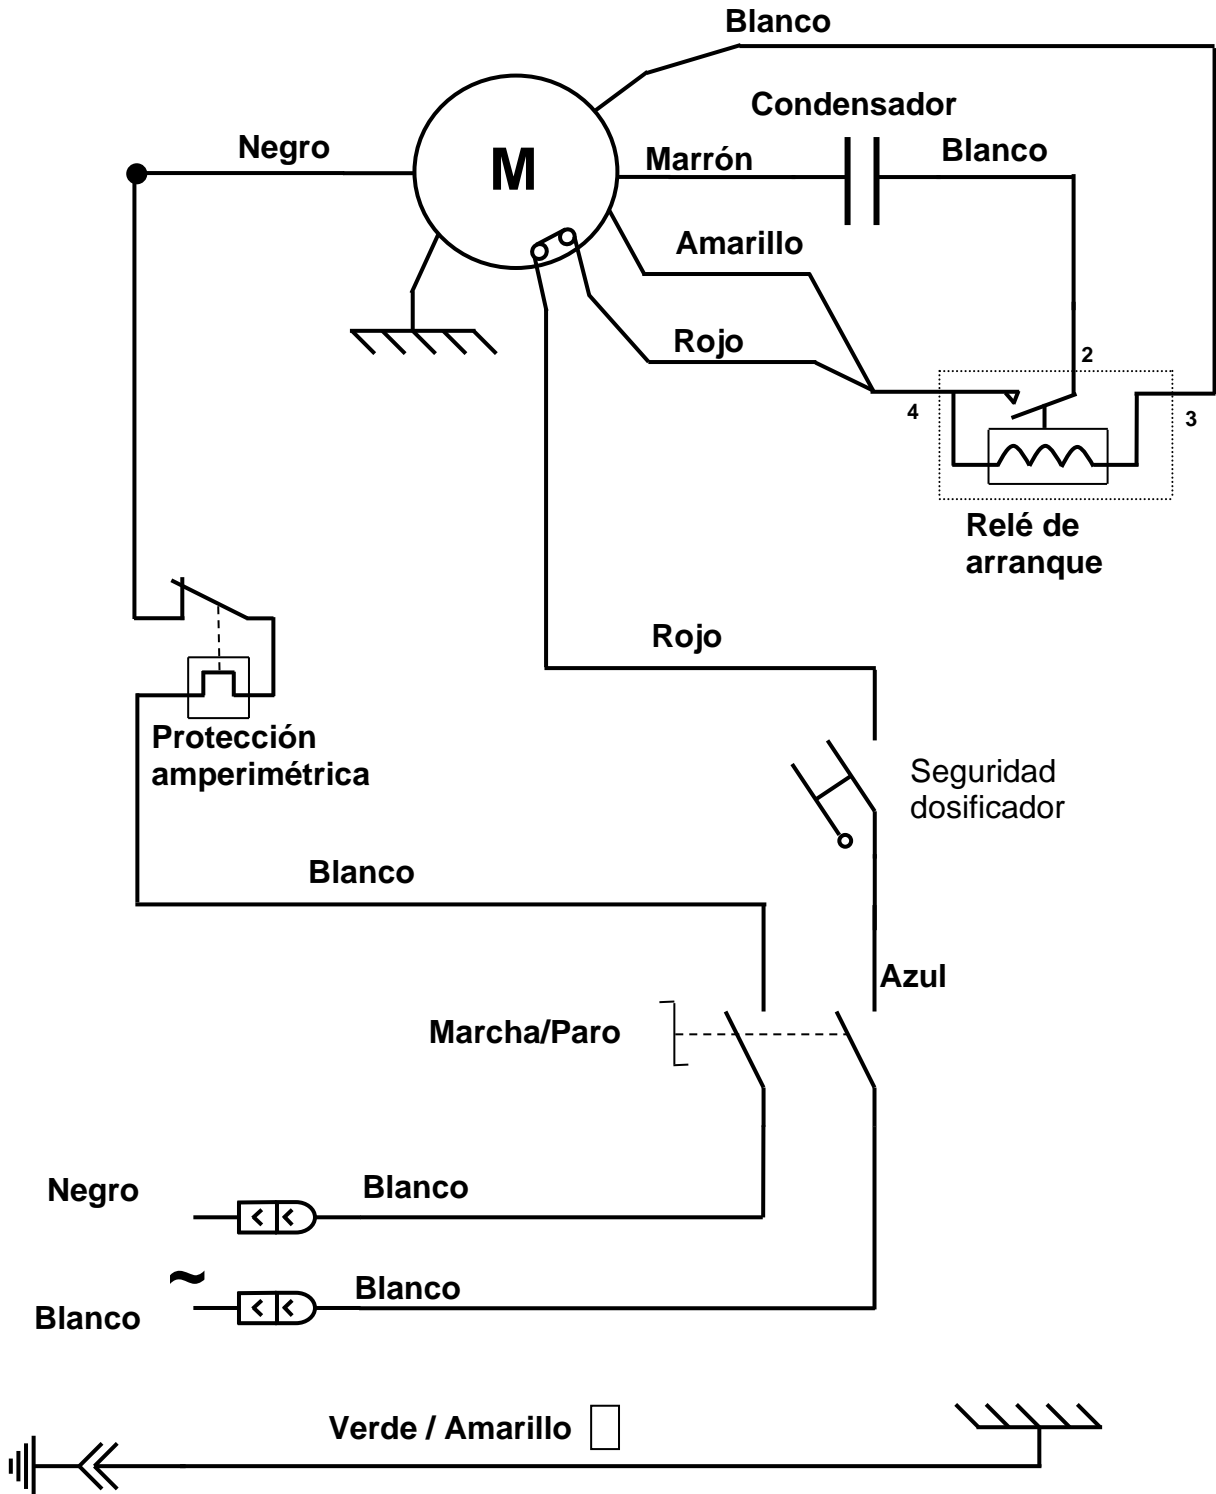 Blanco
Condensador
Negro
M
Marrón
Blanco
Amarillo
Rojo
2
4
3
Relé de
arranque
Rojo
Protección
amperimétrica
Seguridad
dosificador
Blanco
Azul
Marcha/Paro
Negro
Blanco
~
Blanco
Blanco
Verde / Amarillo